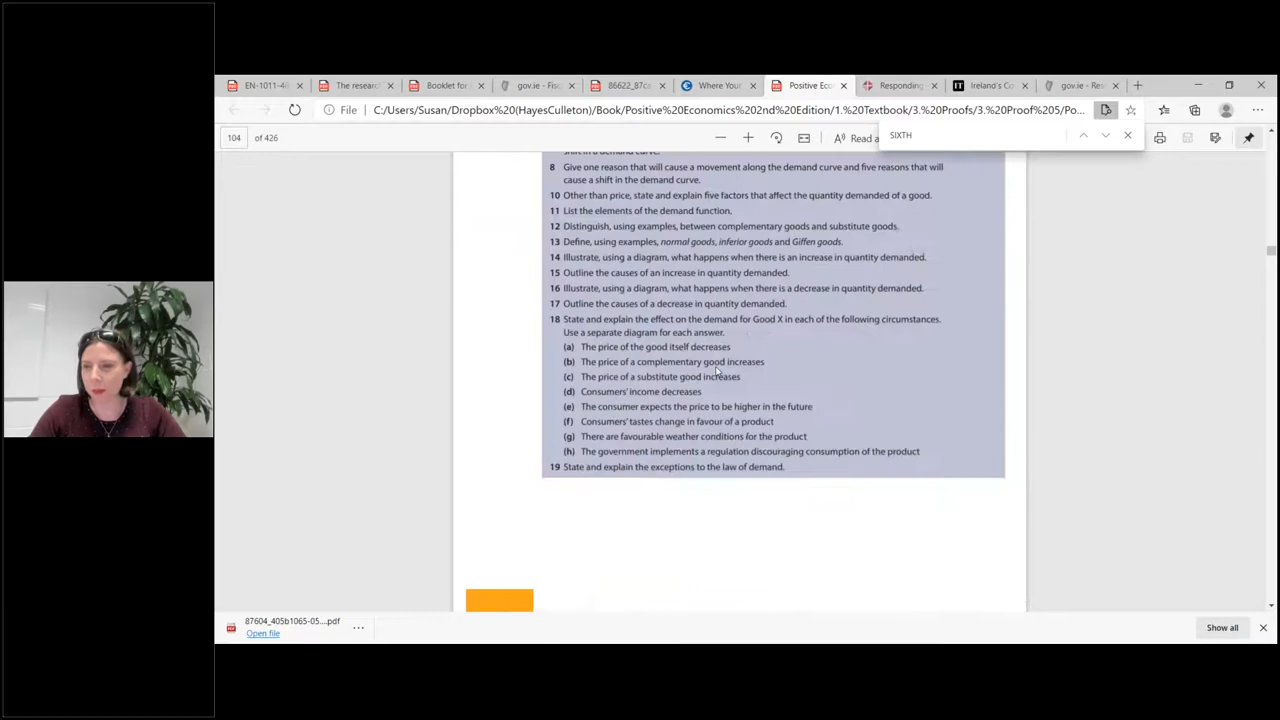 EN-1011-4
The resear
Booklet for
gov.ie - Fisc
86622_87c
Where Your
Positive Eco
Responding
Ireland's Co
gov.ie - Res
File
C:/Users/Susan/Dropbox%20(HayesCulleton)/Book/Positive%20Economics%202nd%20Edition/1.%20Textbook/3.%20Proofs/3.%20Proof%205/Po...
104 of 426
Read a
SIXTH
shift in a demand curve.
8 Give one reason that will cause a movement along the demand curve and five reasons that will
cause a shift in the demand curve.
10 Other than price, state and explain five factors that affect the quantity demanded of a good.
11 List the elements of the demand function.
12 Distinguish, using examples, between complementary goods and substitute goods.
13 Define, using examples, normal goods, inferior goods and Giffen goods.
14 Illustrate, using a diagram, what happens when there is an increase in quantity demanded.
15 Outline the causes of an increase in quantity demanded.
16 Illustrate, using a diagram, what happens when there is a decrease in quantity demanded.
17 Outline the causes of a decrease in quantity demanded.
18 State and explain the effect on the demand for Good X in each of the following circumstances.
Use a separate diagram for each answer.
(a) The price of the good itself decreases
(b) The price of a complementary good increases
(c) The price of a substitute good increases
(d) Consumers' income decreases
(e) The consumer expects the price to be higher in the future
(f) Consumers' tastes change in favour of a product
(g) There are favourable weather conditions for the product
(h) The government implements a regulation discouraging consumption of the product
19 State and explain the exceptions to the law of demand.
87604_405b1065-05....pdf
Open file
Show all